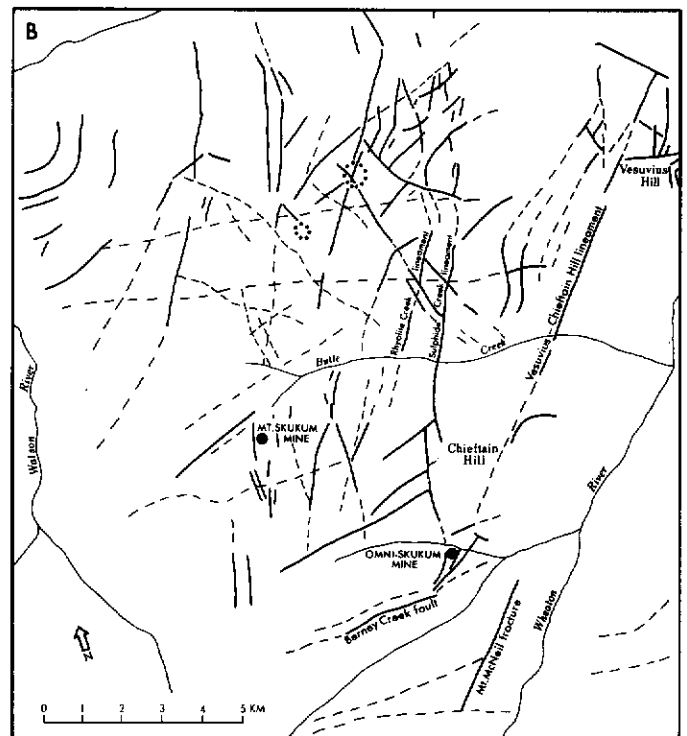 B
Vesuvius
Hill
Vesuvius - Chieftain Hill lineament
Rhyolite Creek lineament
Sulphide Creek lineament
Butte Creek
Watson River
MT. SKUKUM
MINE
Chieftain
Hill
OMNI-SKUKUM
MINE
Wheaton River
Berney Creek fault
Mt. McNeil fracture
N
0 1 2 3 4 5 KM